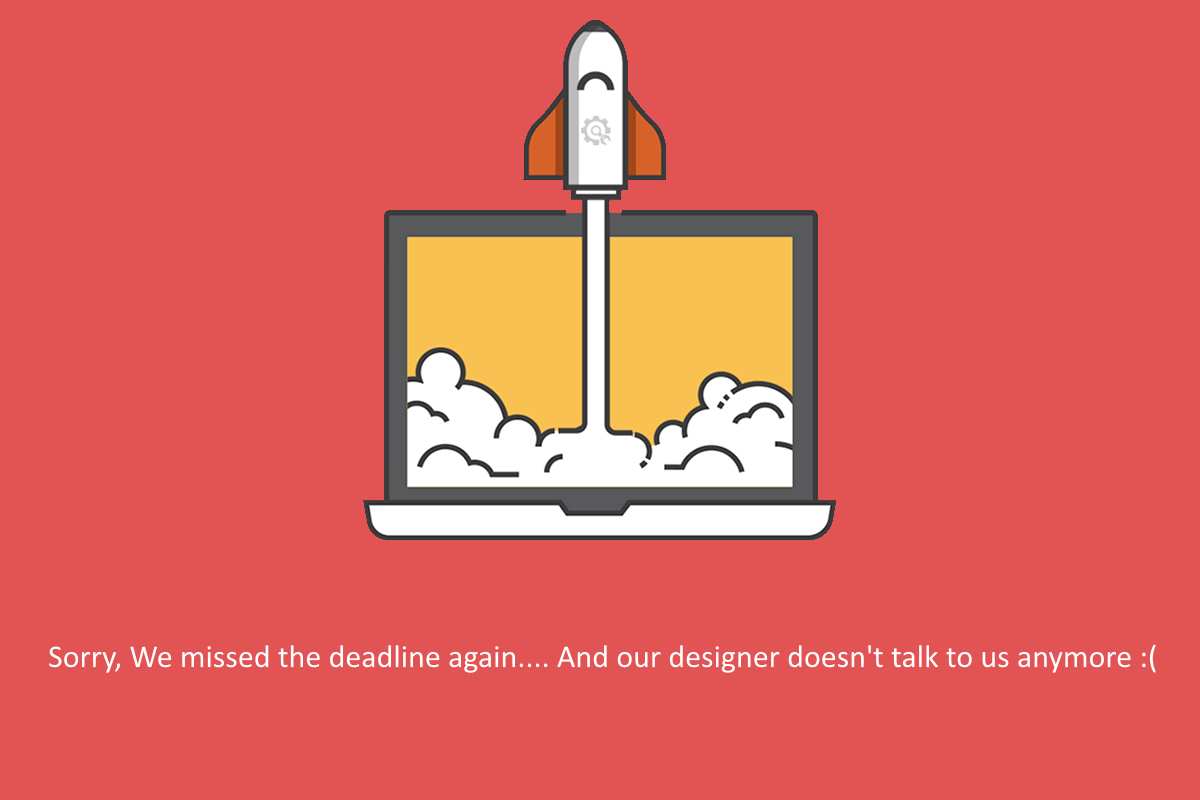 Sorry, We missed the deadline again.... And our designer doesn't talk to us anymore :(